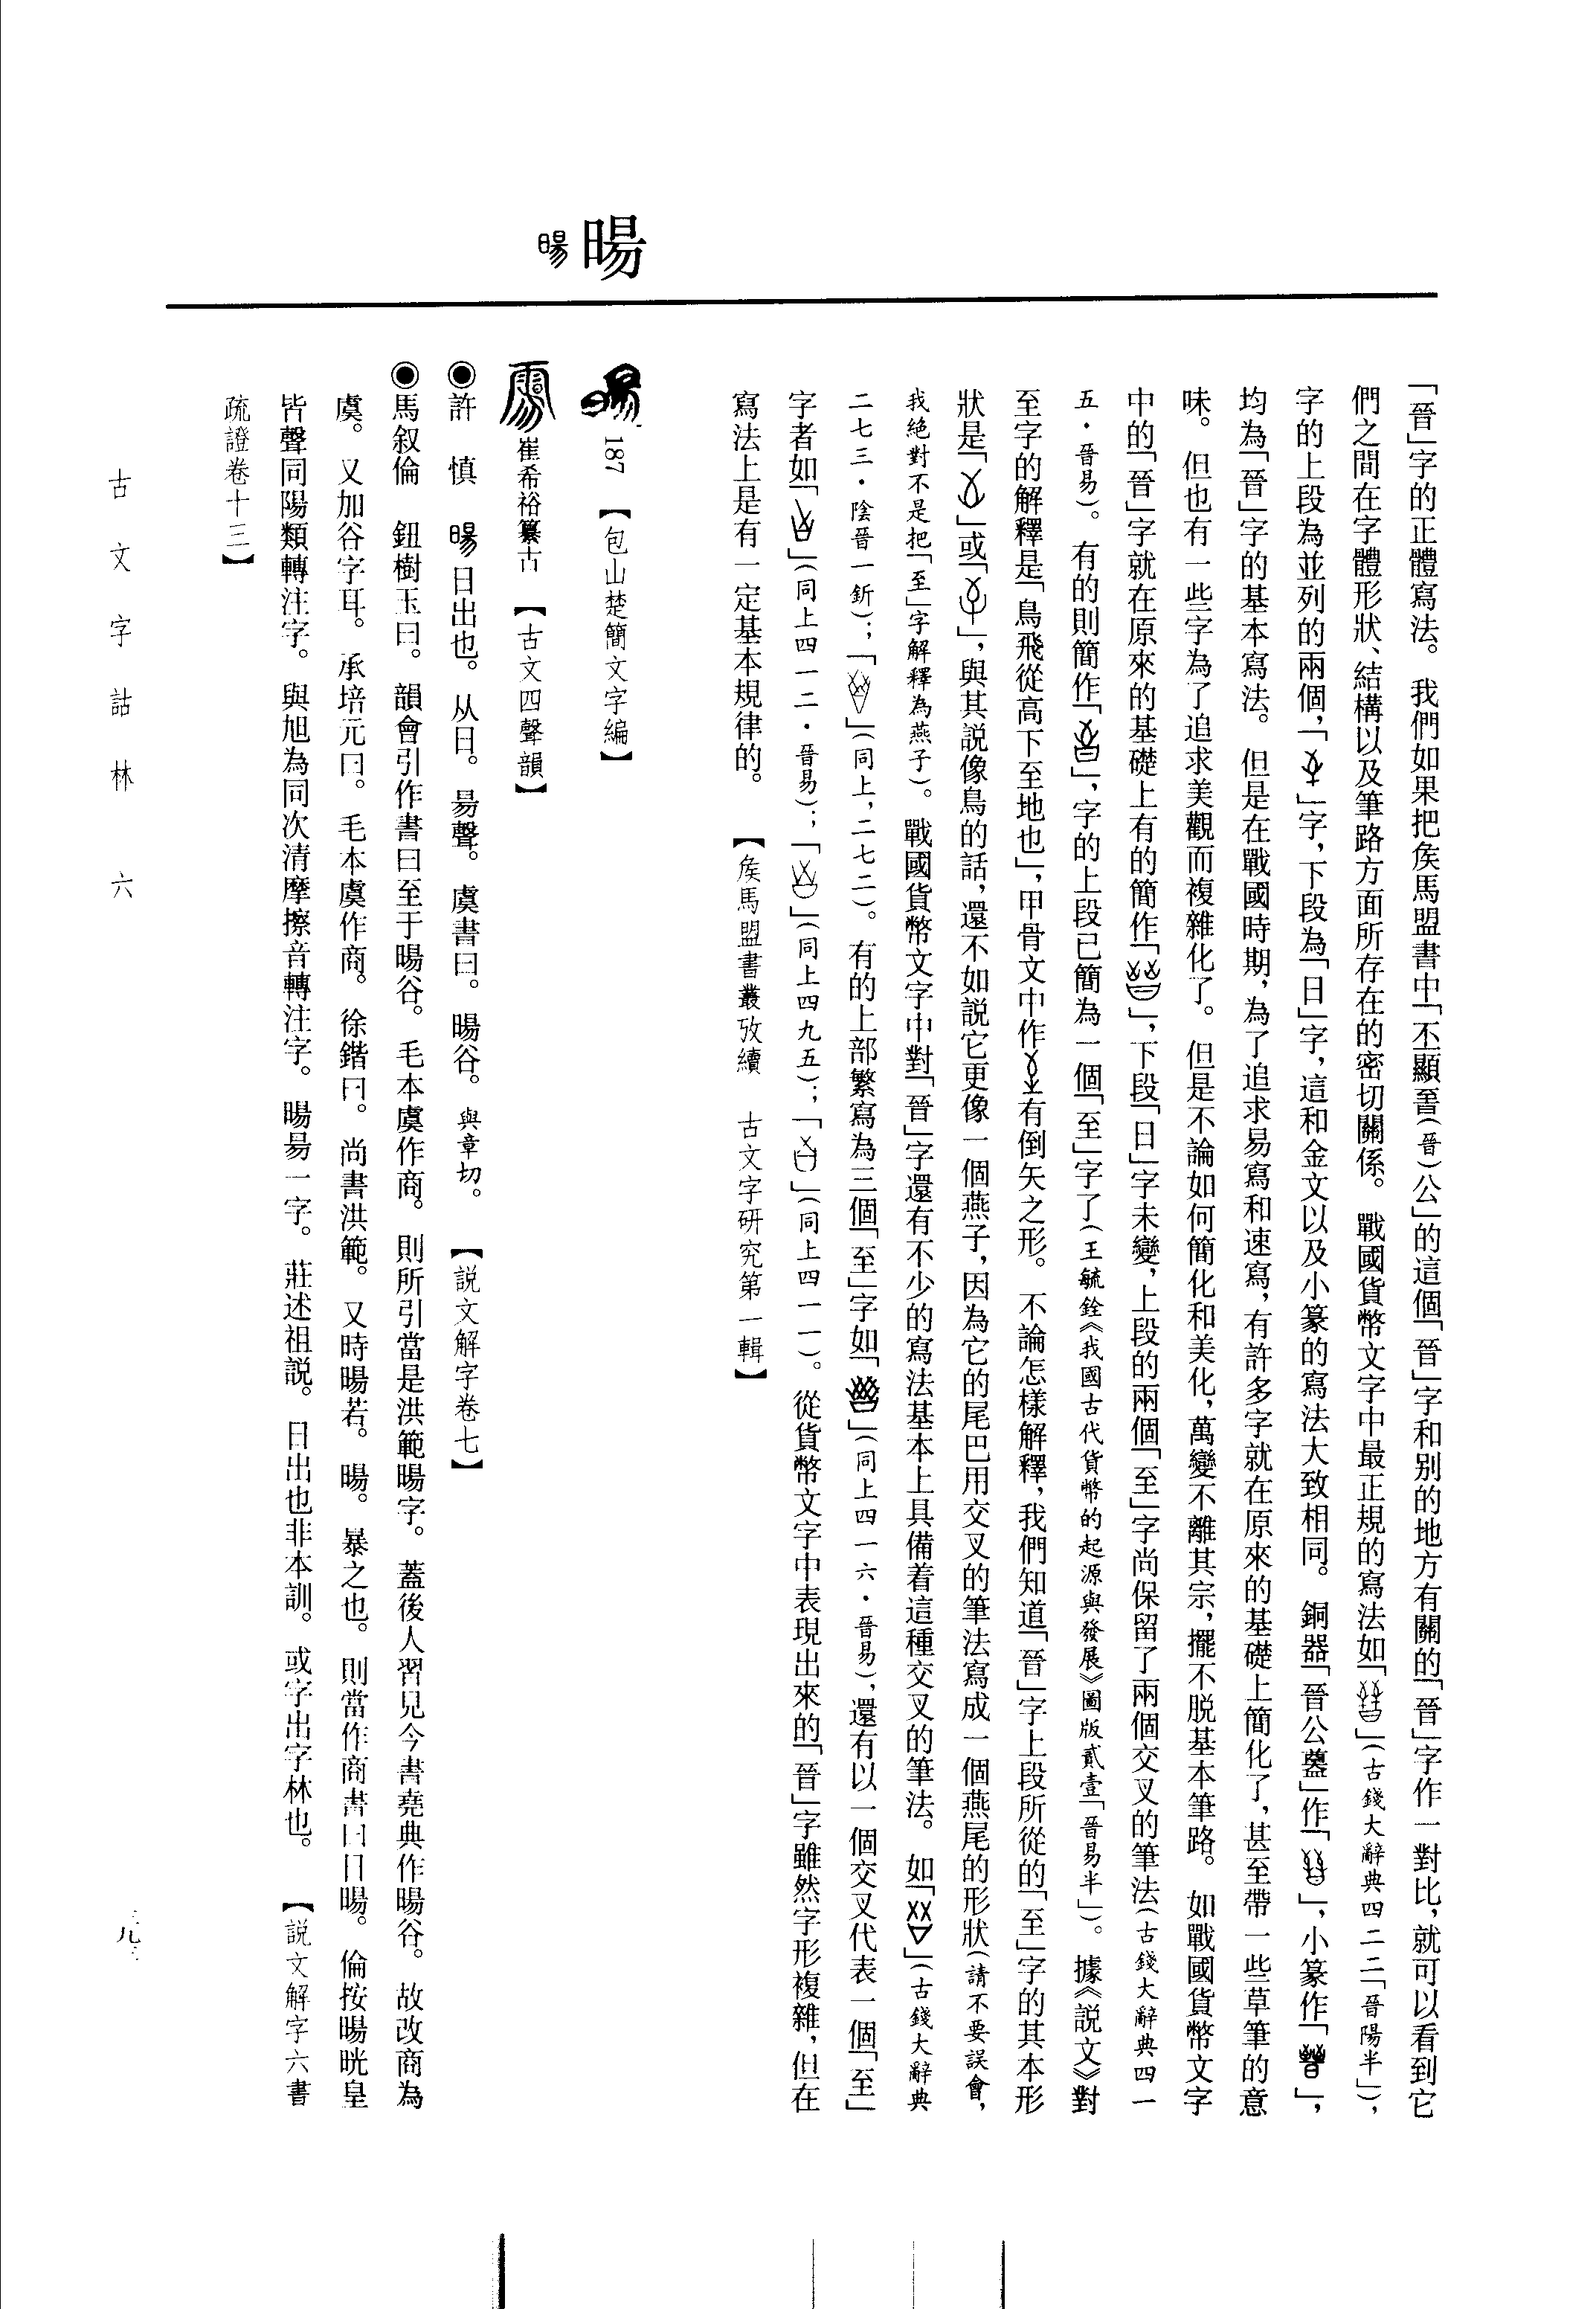 暘 暘
「晉」字的正體寫法。我們如果把矦馬盟書中「不顯𣆀(晉)公」的這個「晉」字和別的地方有關的「晉」字作一對比，就可以看到它
們之間在字體形狀、結構以及筆路方面所存在的密切關係。戰國貨幣文字中最正規的寫法如「」(古錢大辭典四二二「晉陽半」)，
字的上段為並列的兩個，「」字，下段為「日」字，這和金文以及小篆的寫法大致相同。銅器「晉公𥂴」作「」，小篆作「」，
均為「晉」字的基本寫法。但是在戰國時期，為了追求易寫和速寫，有許多字就在原來的基礎上簡化了，甚至帶一些草筆的意
味。但也有一些字為了追求美觀而複雜化了。但是不論如何簡化和美化，萬變不離其宗，擺不脱基本筆路。如戰國貨幣文字
中的「晉」字就在原來的基礎上有的簡作「」，下段「日」字未變，上段的兩個「至」字尚保留了兩個交叉的筆法(古錢大辭典四一
五·晉易)。有的則簡作「」，字的上段已簡為一個「至」字了(王毓銓《我國古代貨幣的起源與發展》圖版貳壹「晉易半」)。據《説文》對
至字的解釋是「鳥飛從高下至地也」，甲骨文中作有倒矢之形。不論怎樣解釋，我們知道「晉」字上段所從的「至」字的其本形
狀是「」或「」，與其説像鳥的話，還不如説它更像一個燕子，因為它的尾巴用交叉的筆法寫成一個燕尾的形狀(請不要誤會，
我絕對不是把「至」字解釋為燕子)。戰國貨幣文字中對「晉」字還有不少的寫法基本上具備着這種交叉的筆法。如「」(古錢大辭典
二七三·陰晉一釿)；「」(同上，二七二)。有的上部繁寫為三個「至」字如「」(同上四一六·晉易)，還有以一個交叉代表一個「至」
字者如「」(同上四一二·晉易)；「」(同上四九五)；「」(同上四一一)。從貨幣文字中表現出來的「晉」字雖然字形複雜，但在
寫法上是有一定基本規律的。　【矦馬盟書叢攷續　古文字研究第一輯】
187【包山楚簡文字編】
崔希裕纂古【古文四聲韻】
◉許　慎　暘日出也。从日。昜聲。虞書曰。暘谷。與章切。　【説文解字卷七】
◉馬叙倫　鈕樹玉曰。韻會引作書曰至于暘谷。毛本虞作商。則所引當是洪範暘字。蓋後人習見今書堯典作暘谷。故改商為
虞。又加谷字耳。承培元曰。毛本虞作商。徐鍇曰。尚書洪範。又時暘若。暘。暴之也。則當作商書曰曰暘。倫按暘晄皇
皆聲同陽類轉注字。與旭為同次清摩擦音轉注字。暘昜一字。莊述祖説。日出也非本訓。或字出字林也。　【説文解字六書
疏證卷十三】
古文字詁林　六